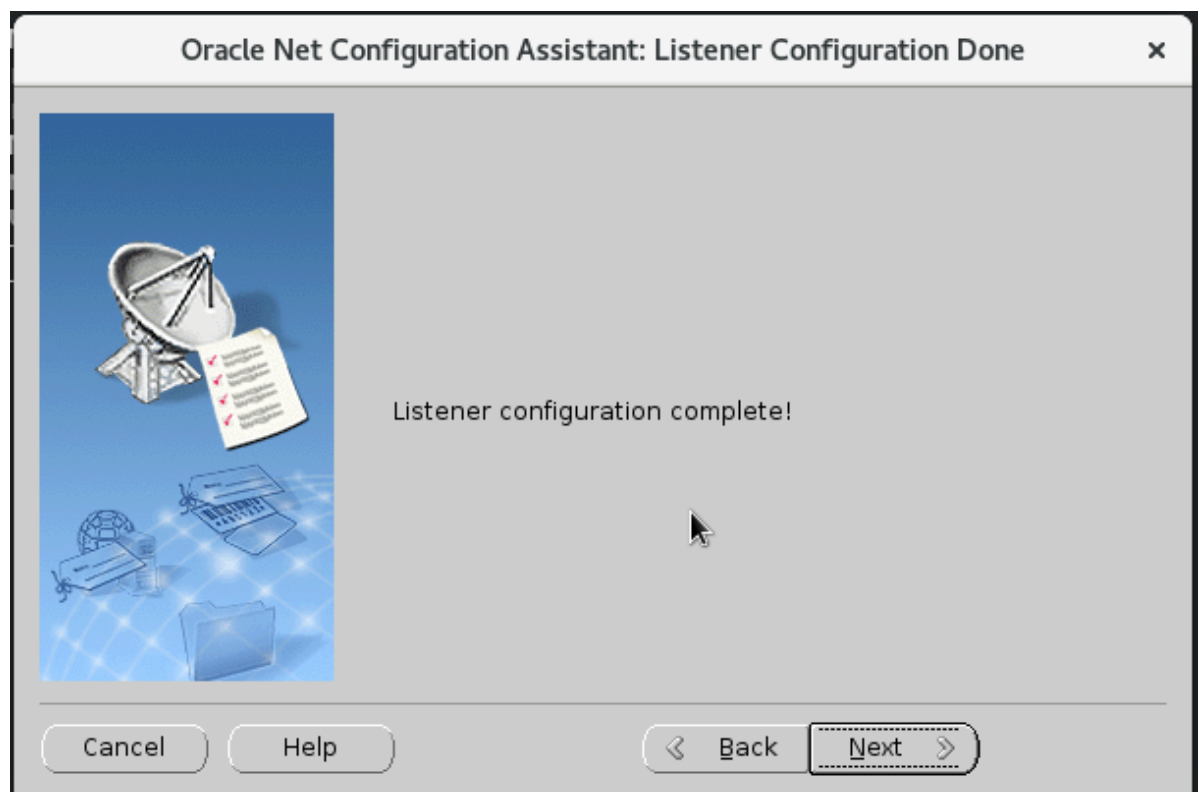 Oracle Net Configuration Assistant: Listener Configuration Done
Listener configuration complete!
Cancel
Help
Back
Next